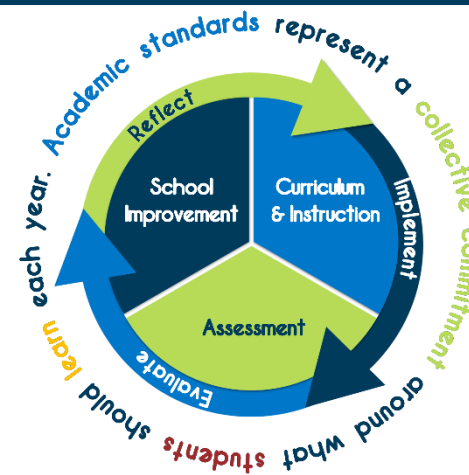 Academic standards represent a collective commitment around what students should learn each year.
Reflect
Implement
Evaluate
School
Improvement
Curriculum
& Instruction
Assessment